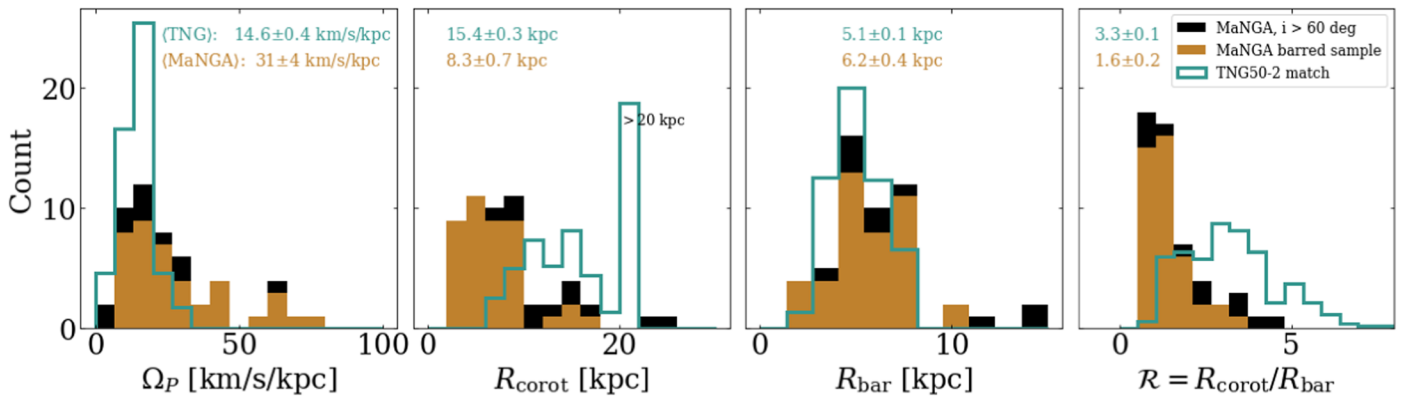 ⟨TNG⟩: 14.6±0.4 km/s/kpc
⟨MaNGA⟩: 31±4 km/s/kpc
15.4±0.3 kpc
8.3±0.7 kpc
>20 kpc
5.1±0.1 kpc
6.2±0.4 kpc
3.3±0.1
1.6±0.2
MaNGA, i > 60 deg
MaNGA barred sample
TNG50-2 match
Count
20
10
0
0 50 100
0 20
0 10
0 5
Ω_P [km/s/kpc]
R_corot [kpc]
R_bar [kpc]
ℛ = R_corot/R_bar